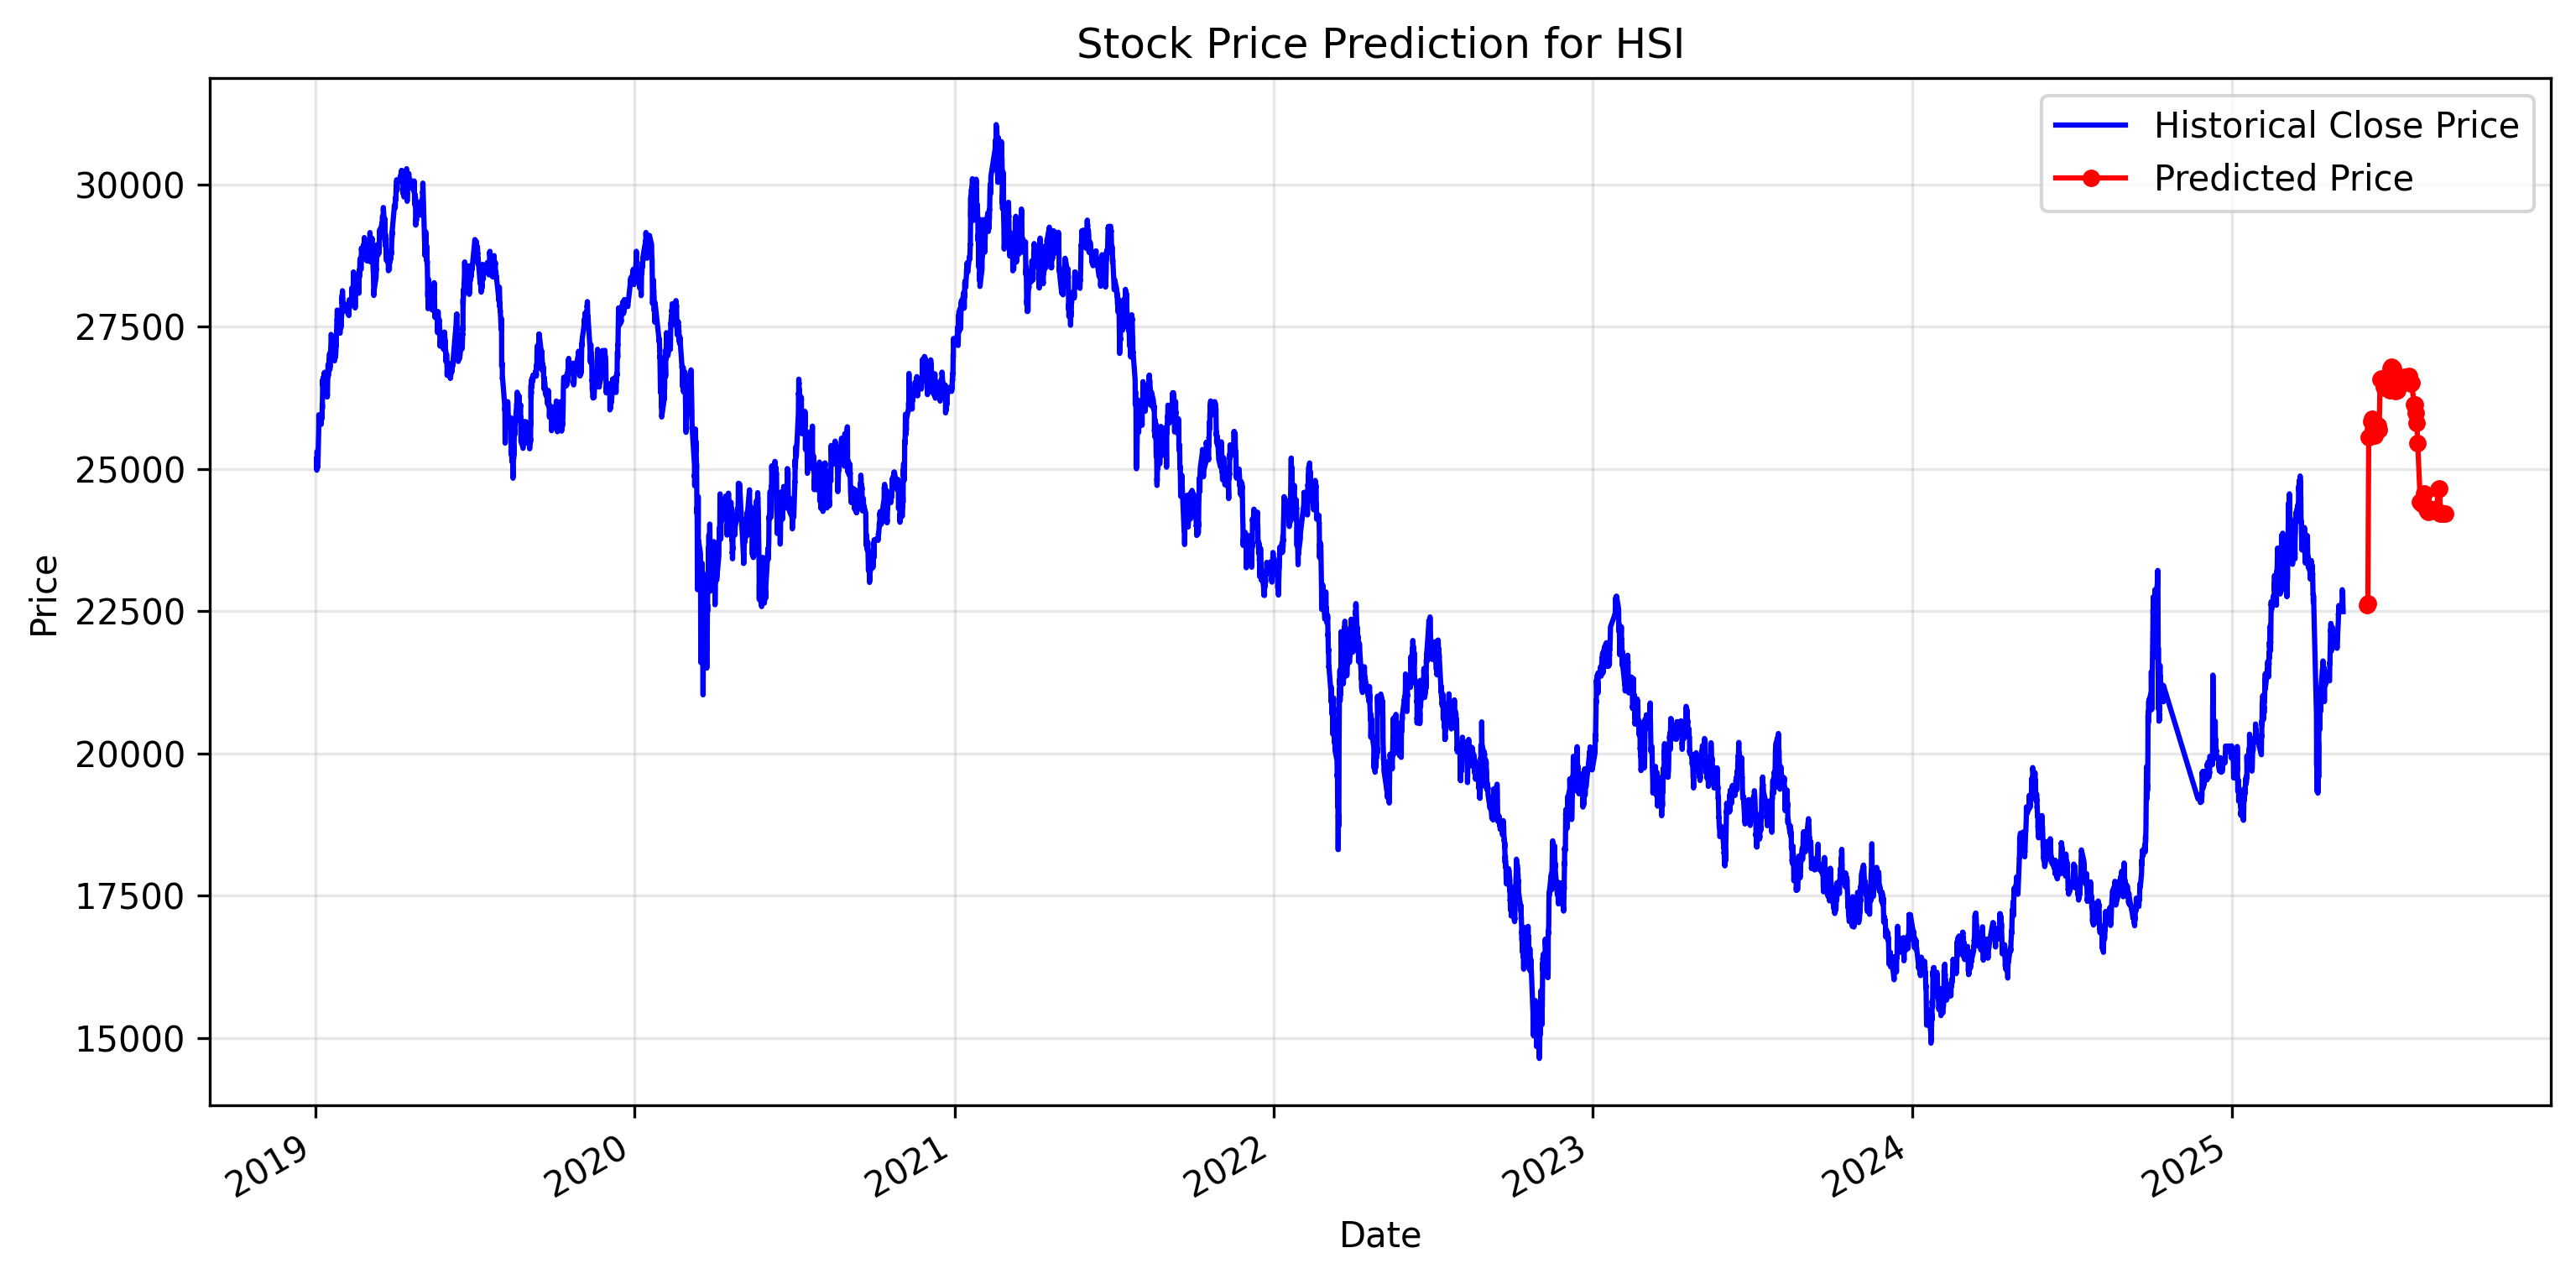 Stock Price Prediction for HSI
Historical Close Price
Predicted Price
30000
27500
25000
22500
20000
17500
15000
Price
2019
2020
2021
2022
2023
2024
2025
Date